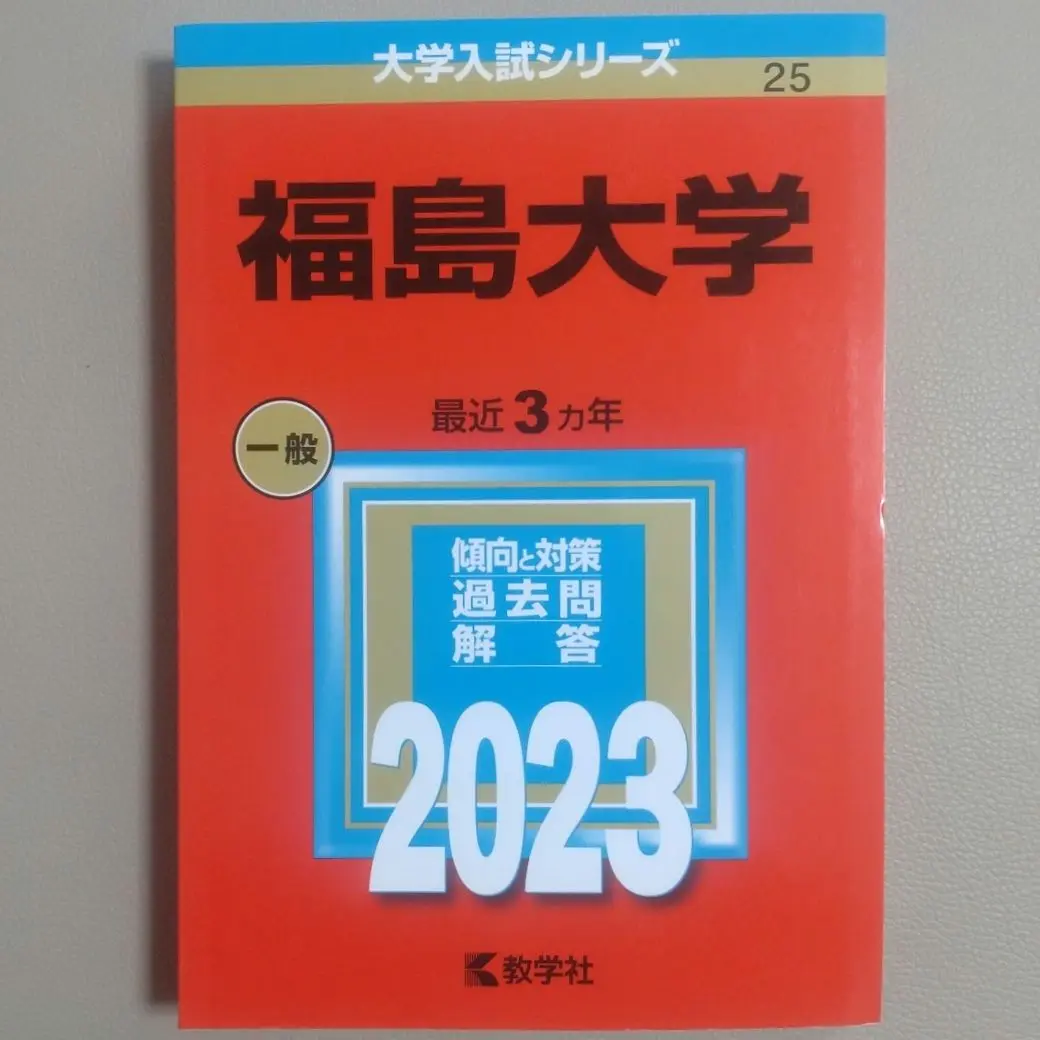 大学入試シリーズ
25
福島大学
最近3カ年
一般
傾向と対策
過去問
解答
2023
教学社